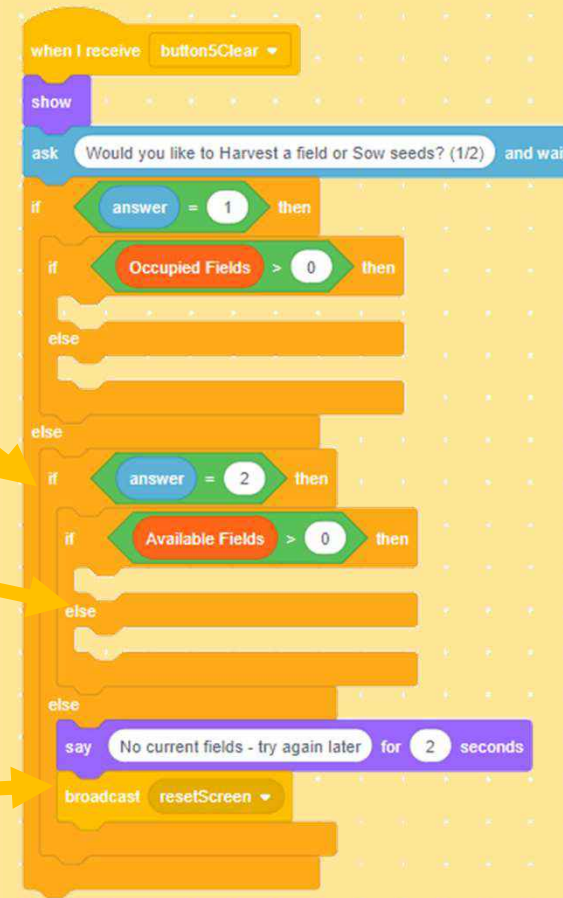 when I receive button5Clear
show
ask Would you like to Harvest a field or Sow seeds? (1/2) and wai
if answer = 1 then
if Occupied Fields > 0 then
else
else
if answer = 2 then
if Available Fields > 0 then
else
else
say No current fields - try again later for 2 seconds
broadcast resetScreen